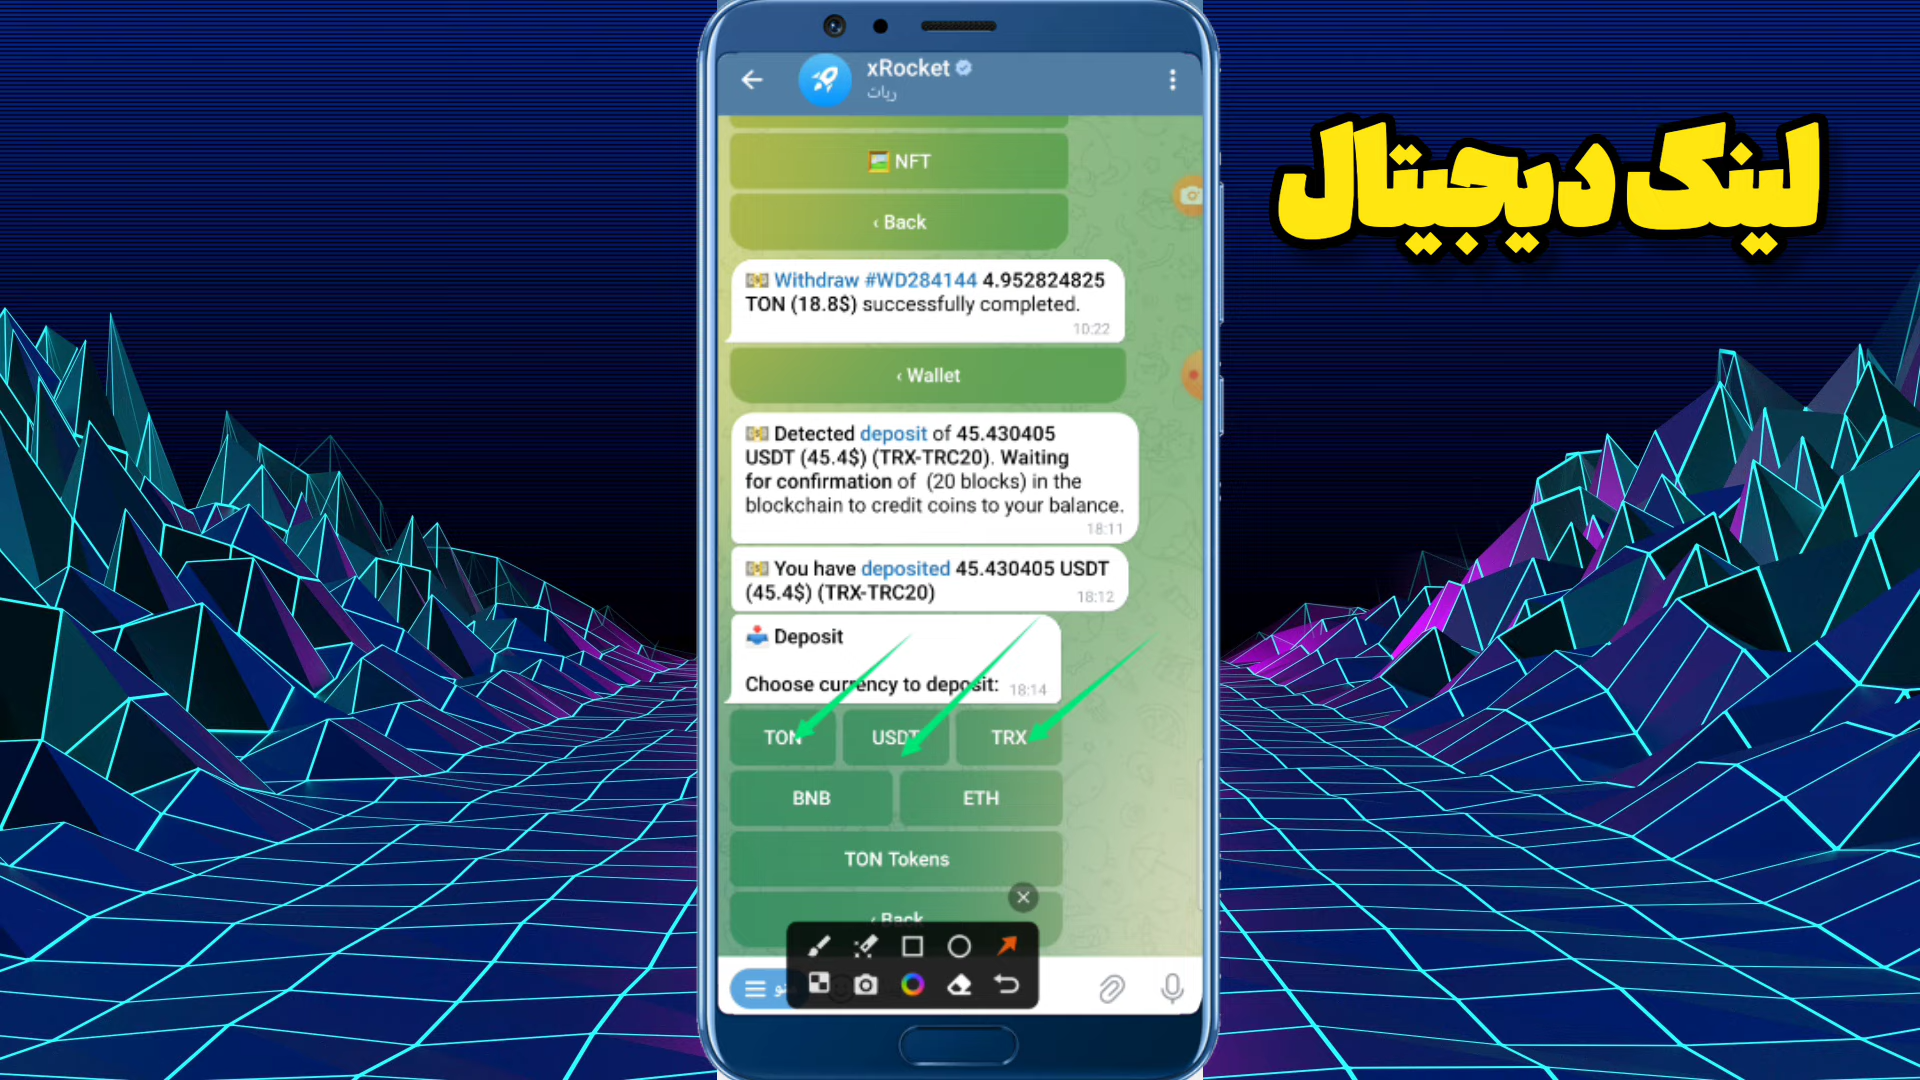 xRocket
ربات
لینک دیجیتال
NFT
‹ Back
Withdraw #WD284144 4.952824825
TON (18.8$) successfully completed.
10:22
‹ Wallet
Detected deposit of 45.430405
USDT (45.4$) (TRX-TRC20). Waiting
for confirmation of (20 blocks) in the
blockchain to credit coins to your balance.
18:11
You have deposited 45.430405 USDT
(45.4$) (TRX-TRC20)
18:12
Deposit
Choose currency to deposit: 18:14
TON USDT TRX
BNB ETH
TON Tokens
‹ Back